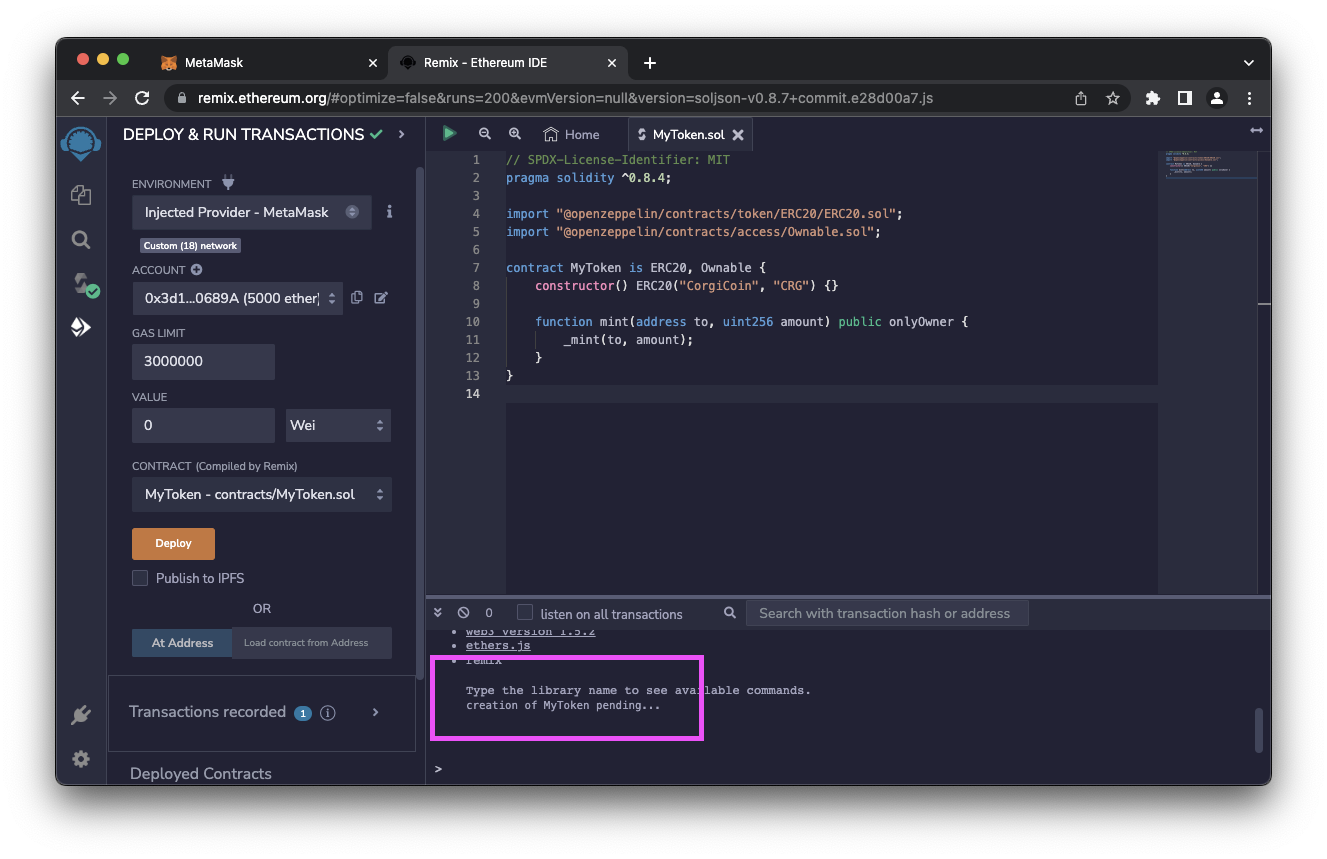 MetaMask
Remix - Ethereum IDE
remix.ethereum.org/#optimize=false&runs=200&evmVersion=null&version=soljson-v0.8.7+commit.e28d00a7.js
DEPLOY & RUN TRANSACTIONS
ENVIRONMENT
Injected Provider - MetaMask
Custom (18) network
ACCOUNT
0x3d1...0689A (5000 ether)
GAS LIMIT
3000000
VALUE
0
Wei
CONTRACT (Compiled by Remix)
MyToken - contracts/MyToken.sol
Deploy
Publish to IPFS
OR
At Address
Load contract from Address
Transactions recorded 1 i
Deployed Contracts
Home
MyToken.sol
1 // SPDX-License-Identifier: MIT
2 pragma solidity ^0.8.4;
3
4 import "@openzeppelin/contracts/token/ERC20/ERC20.sol";
5 import "@openzeppelin/contracts/access/Ownable.sol";
6
7 contract MyToken is ERC20, Ownable {
8 constructor() ERC20("CorgiCoin", "CRG") {}
9
10 function mint(address to, uint256 amount) public onlyOwner {
11 _mint(to, amount);
12 }
13 }
14
0
listen on all transactions
Search with transaction hash or address
web3 version 1.5.2
ethers.js
remix
Type the library name to see available commands.
creation of MyToken pending...
>